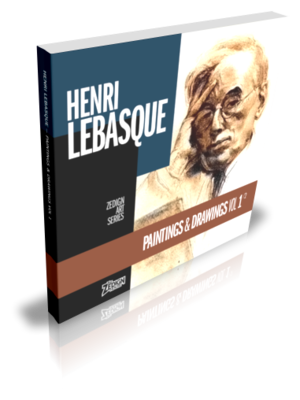 HENRI
LEBASQUE
ZEDIGN
ART
SERIES
PAINTINGS & DRAWINGS VOL 1
HENRI LEBASQUE - PAINTINGS & DRAWINGS VOL 1
ZEDIGN